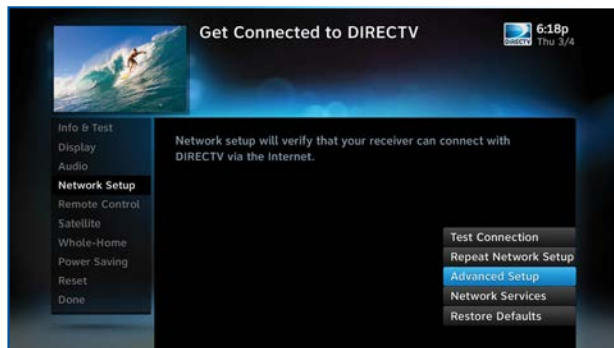 Get Connected to DIRECTV
6:18p
DIRECTV
Thu 3/4
Info & Test
Display
Audio
Network Setup
Remote Control
Satellite
Whole-Home
Power Saving
Reset
Done
Network setup will verify that your receiver can connect with
DIRECTV via the Internet.
Test Connection
Repeat Network Setup
Advanced Setup
Network Services
Restore Defaults